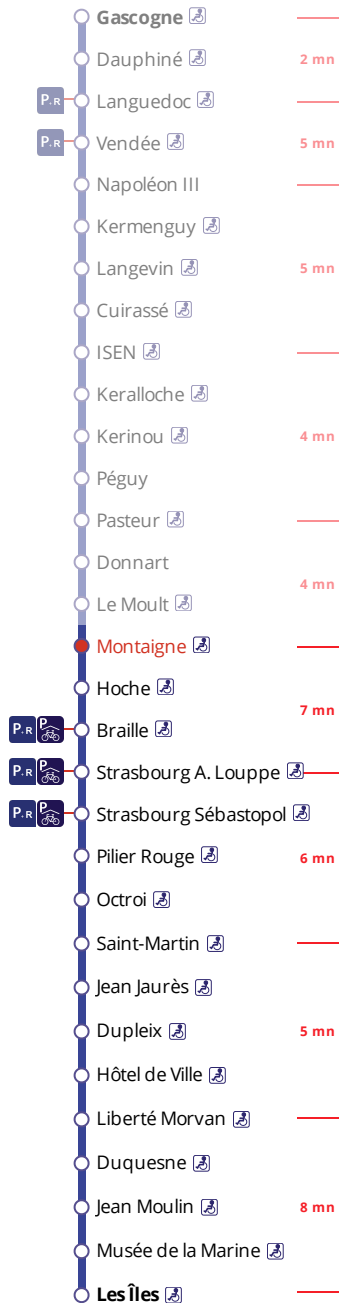 Gascogne
Dauphiné 2 mn
P+R Languedoc
P+R Vendée 5 mn
Napoléon III
Kermenguy
Langevin 5 mn
Cuirassé
ISEN
Keralloche
Kerinou 4 mn
Péguy
Pasteur
Donnart
4 mn
Le Moult
Montaigne
Hoche
7 mn
P+R P Braille
P+R P Strasbourg A. Louppe
P+R P Strasbourg Sébastopol
Pilier Rouge 6 mn
Octroi
Saint-Martin
Jean Jaurès
Dupleix 5 mn
Hôtel de Ville
Liberté Morvan
Duquesne
Jean Moulin 8 mn
Musée de la Marine
Les Îles